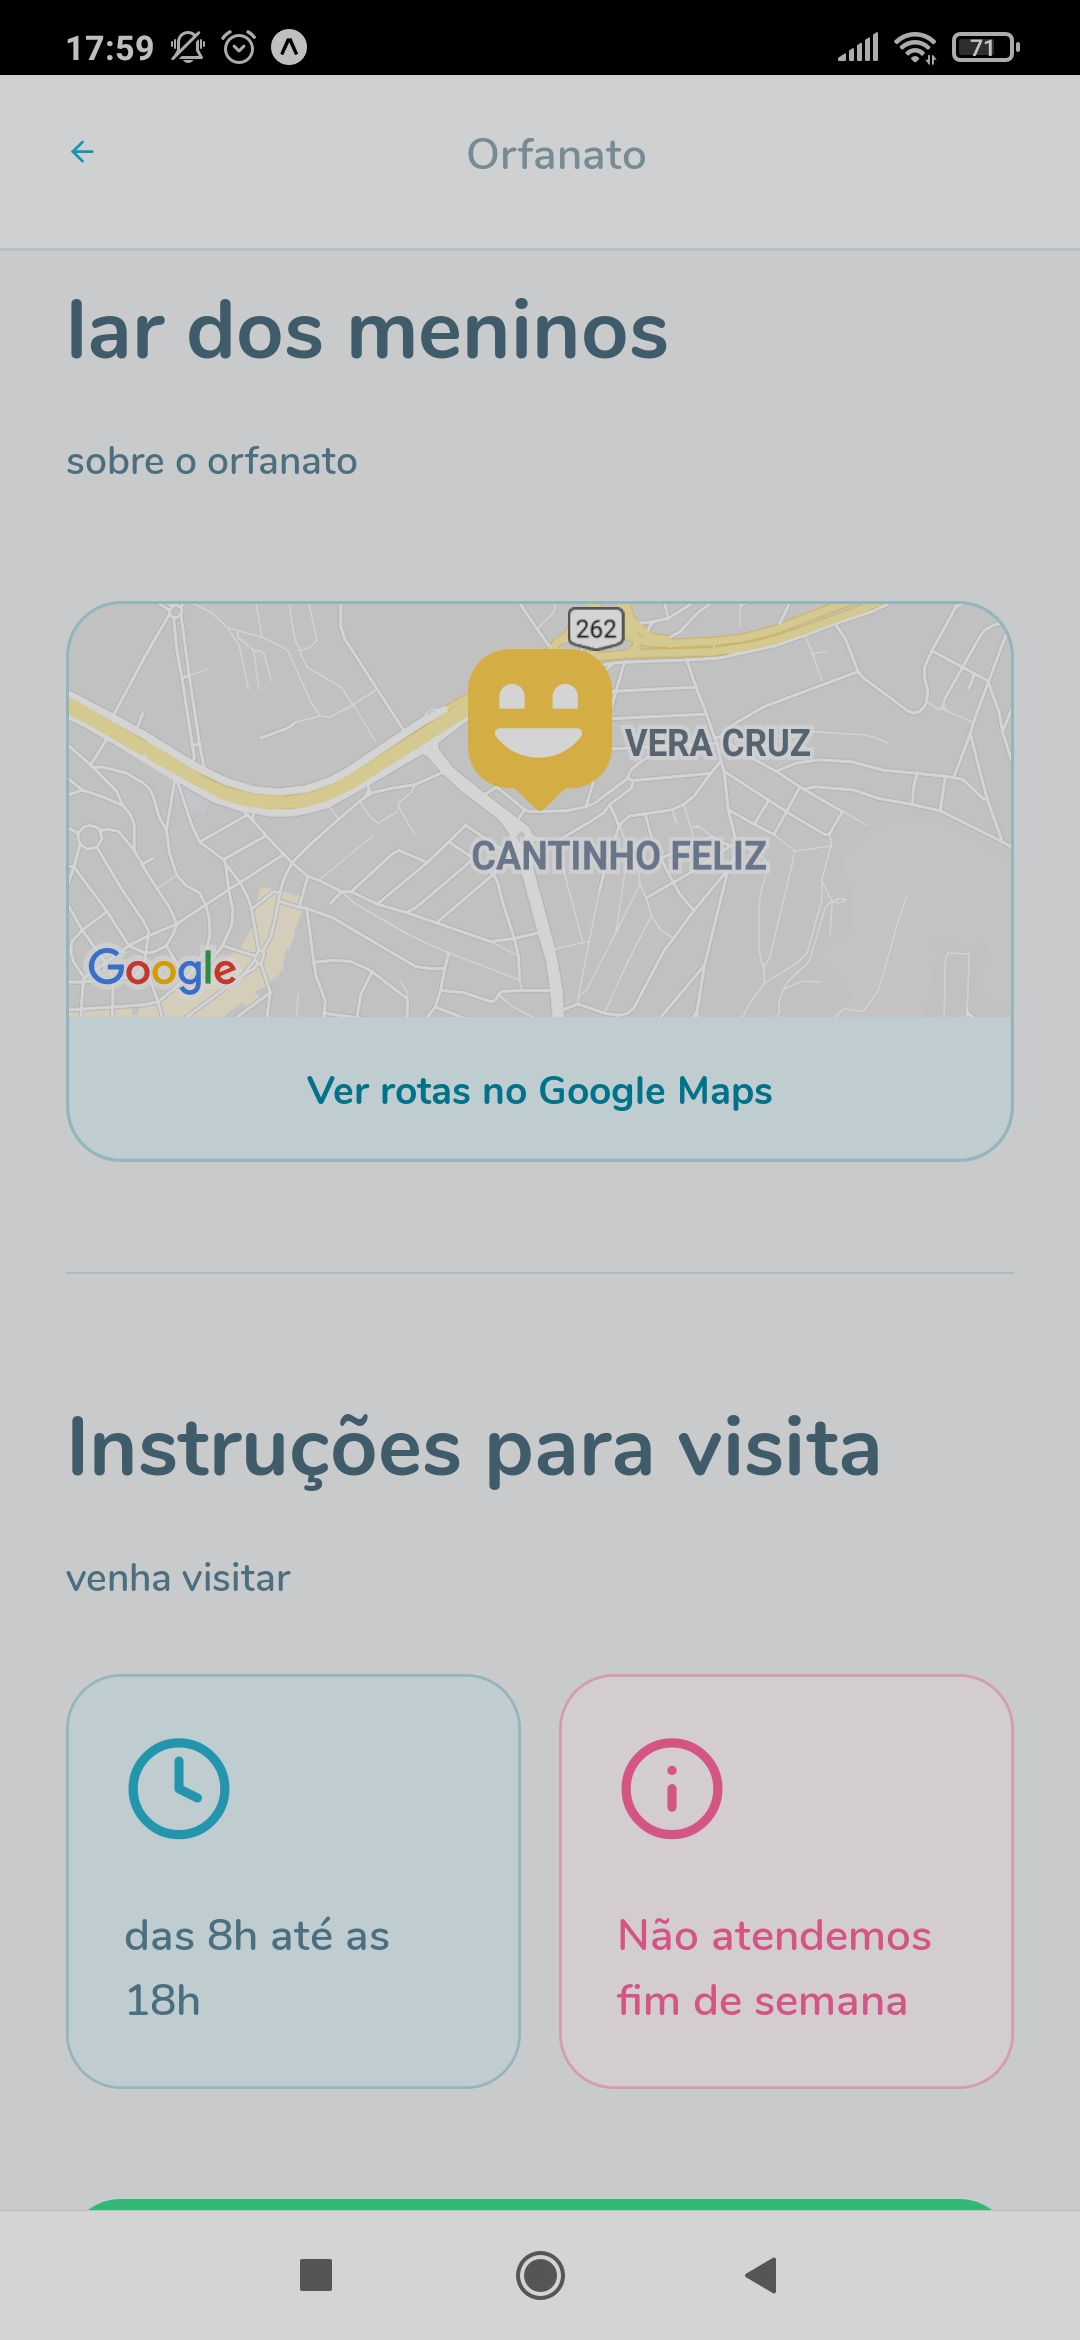 17:59
71
Orfanato
lar dos meninos
sobre o orfanato
262
VERA CRUZ
CANTINHO FELIZ
Google
Ver rotas no Google Maps
Instruções para visita
venha visitar
das 8h até as
18h
Não atendemos
fim de semana